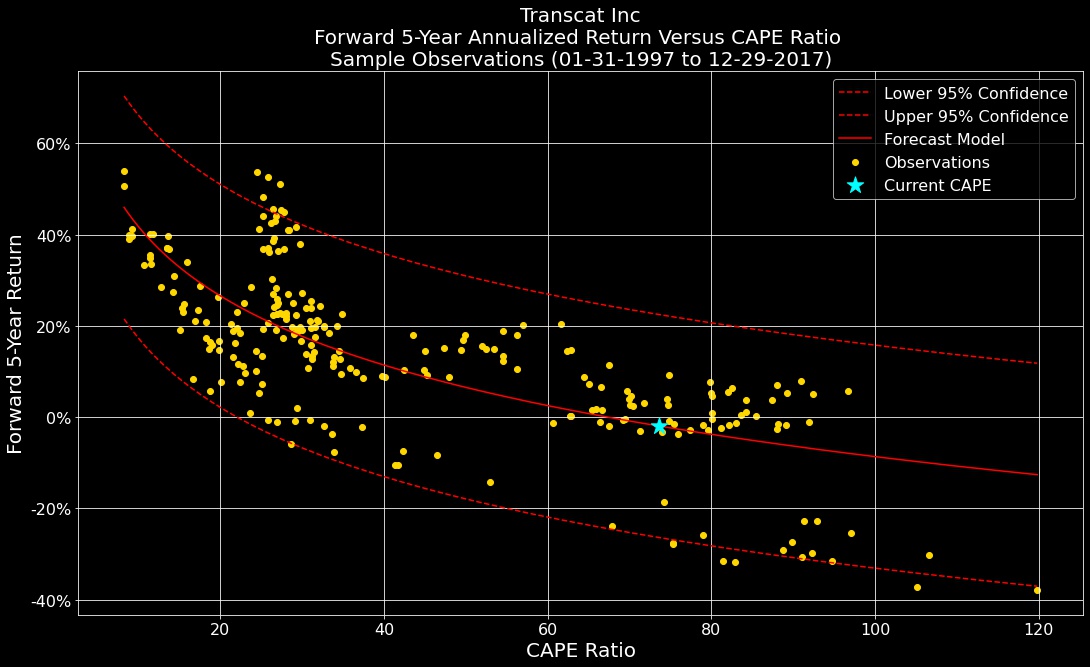 Transcat Inc
Forward 5-Year Annualized Return Versus CAPE Ratio
Sample Observations (01-31-1997 to 12-29-2017)
Lower 95% Confidence
Upper 95% Confidence
Forecast Model
Observations
Current CAPE
Forward 5-Year Return
60%
40%
20%
0%
-20%
-40%
20
40
60
80
100
120
CAPE Ratio